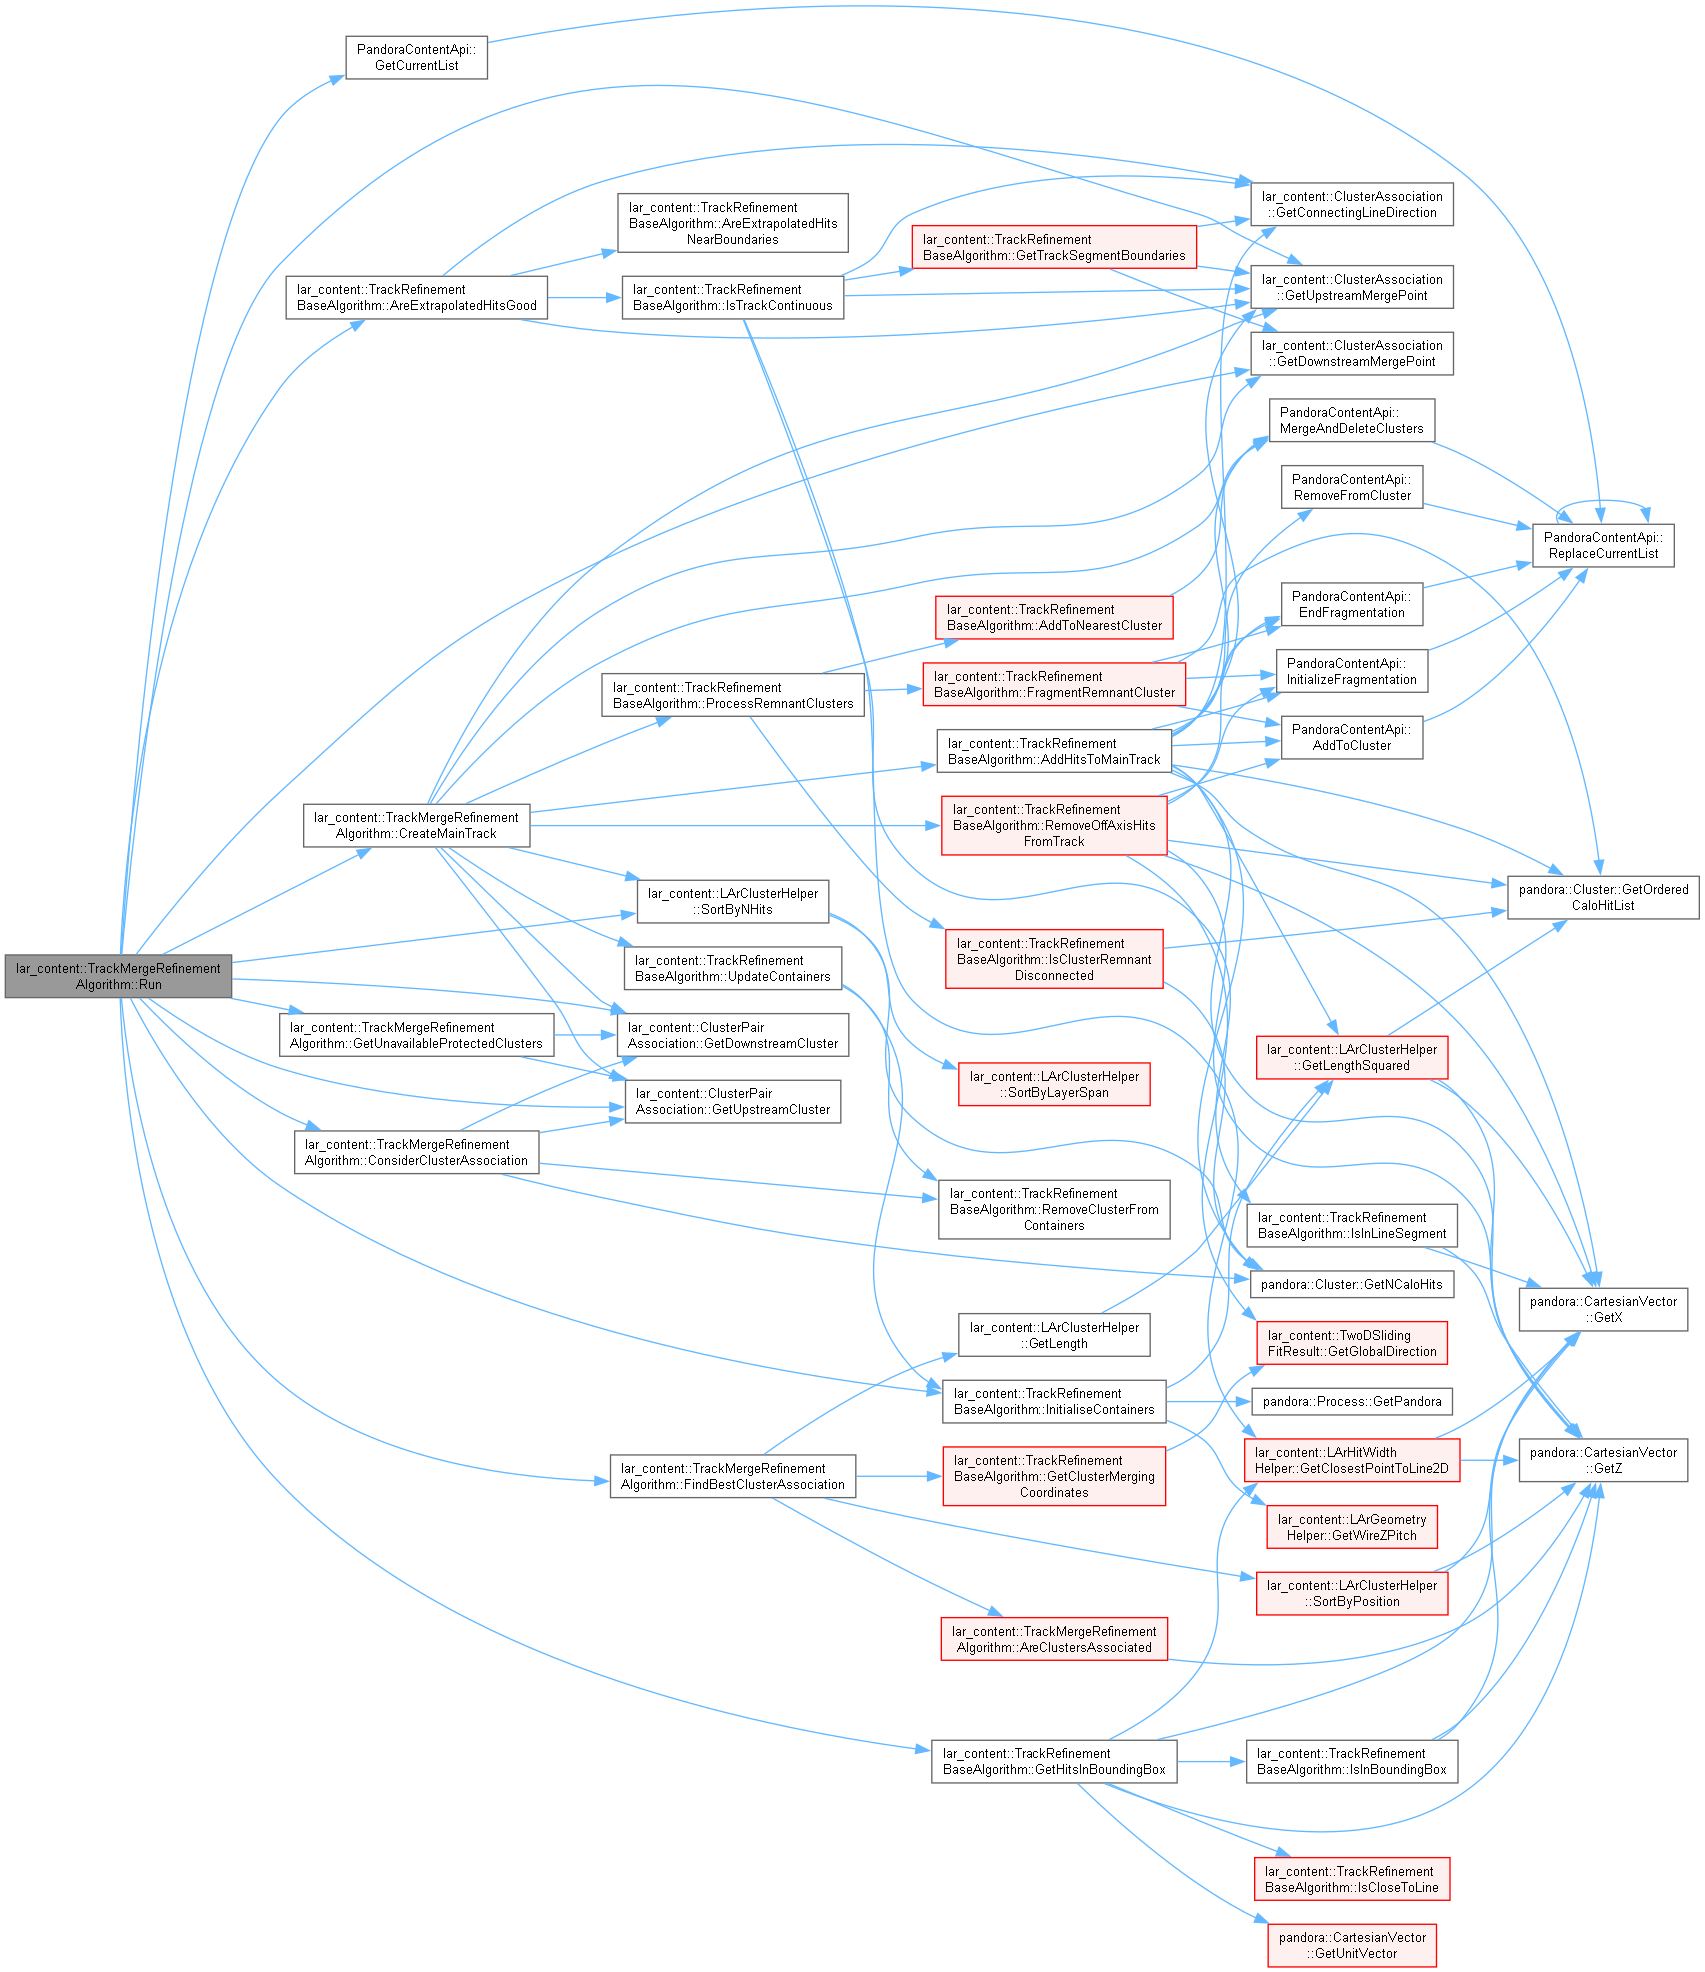 PandoraContentApi::
GetCurrentList
lar_content::TrackRefinement
BaseAlgorithm::AreExtrapolatedHits
NearBoundaries
lar_content::ClusterAssociation
::GetConnectingLineDirection
lar_content::TrackRefinement
BaseAlgorithm::GetTrackSegmentBoundaries
lar_content::TrackRefinement
BaseAlgorithm::AreExtrapolatedHitsGood
lar_content::TrackRefinement
BaseAlgorithm::IsTrackContinuous
lar_content::ClusterAssociation
::GetUpstreamMergePoint
lar_content::ClusterAssociation
::GetDownstreamMergePoint
PandoraContentApi::
MergeAndDeleteClusters
PandoraContentApi::
RemoveFromCluster
PandoraContentApi::
ReplaceCurrentList
PandoraContentApi::
EndFragmentation
lar_content::TrackRefinement
BaseAlgorithm::AddToNearestCluster
PandoraContentApi::
InitializeFragmentation
lar_content::TrackRefinement
BaseAlgorithm::ProcessRemnantClusters
lar_content::TrackRefinement
BaseAlgorithm::FragmentRemnantCluster
PandoraContentApi::
AddToCluster
lar_content::TrackRefinement
BaseAlgorithm::AddHitsToMainTrack
lar_content::TrackMergeRefinement
Algorithm::CreateMainTrack
lar_content::TrackRefinement
BaseAlgorithm::RemoveOffAxisHits
FromTrack
lar_content::LArClusterHelper
::SortByNHits
pandora::Cluster::GetOrdered
CaloHitList
lar_content::TrackRefinement
BaseAlgorithm::IsClusterRemnant
Disconnected
lar_content::TrackMergeRefinement
Algorithm::Run
lar_content::TrackRefinement
BaseAlgorithm::UpdateContainers
lar_content::TrackMergeRefinement
Algorithm::GetUnavailableProtectedClusters
lar_content::ClusterPair
Association::GetDownstreamCluster
lar_content::LArClusterHelper
::GetLengthSquared
lar_content::LArClusterHelper
::SortByLayerSpan
lar_content::ClusterPair
Association::GetUpstreamCluster
lar_content::TrackMergeRefinement
Algorithm::ConsiderClusterAssociation
lar_content::TrackRefinement
BaseAlgorithm::RemoveClusterFrom
Containers
lar_content::TrackRefinement
BaseAlgorithm::IsInLineSegment
pandora::Cluster::GetNCaloHits
pandora::CartesianVector
::GetX
lar_content::LArClusterHelper
::GetLength
lar_content::TwoDSliding
FitResult::GetGlobalDirection
lar_content::TrackRefinement
BaseAlgorithm::InitialiseContainers
pandora::Process::GetPandora
lar_content::TrackMergeRefinement
Algorithm::FindBestClusterAssociation
lar_content::TrackRefinement
BaseAlgorithm::GetClusterMerging
Coordinates
lar_content::LArHitWidth
Helper::GetClosestPointToLine2D
pandora::CartesianVector
::GetZ
lar_content::LArGeometry
Helper::GetWireZPitch
lar_content::LArClusterHelper
::SortByPosition
lar_content::TrackMergeRefinement
Algorithm::AreClustersAssociated
lar_content::TrackRefinement
BaseAlgorithm::GetHitsInBoundingBox
lar_content::TrackRefinement
BaseAlgorithm::IsInBoundingBox
lar_content::TrackRefinement
BaseAlgorithm::IsCloseToLine
pandora::CartesianVector
::GetUnitVector